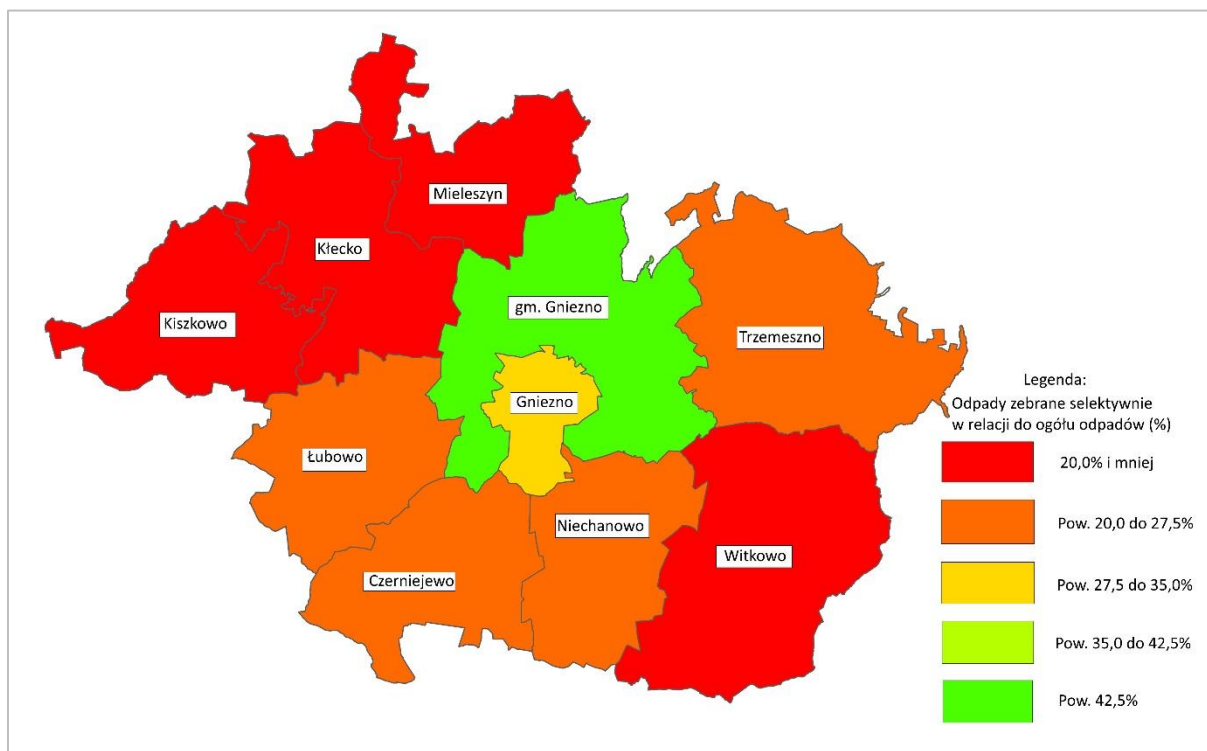 Mieleszyn
Kłecko
Kiszkowo
gm. Gniezno
Trzemeszno
Gniezno
Łubowo
Niechanowo
Czerniejewo
Witkowo
Legenda:
Odpady zebrane selektywnie
w relacji do ogółu odpadów (%)
20,0% i mniej
Pow. 20,0 do 27,5%
Pow. 27,5 do 35,0%
Pow. 35,0 do 42,5%
Pow. 42,5%